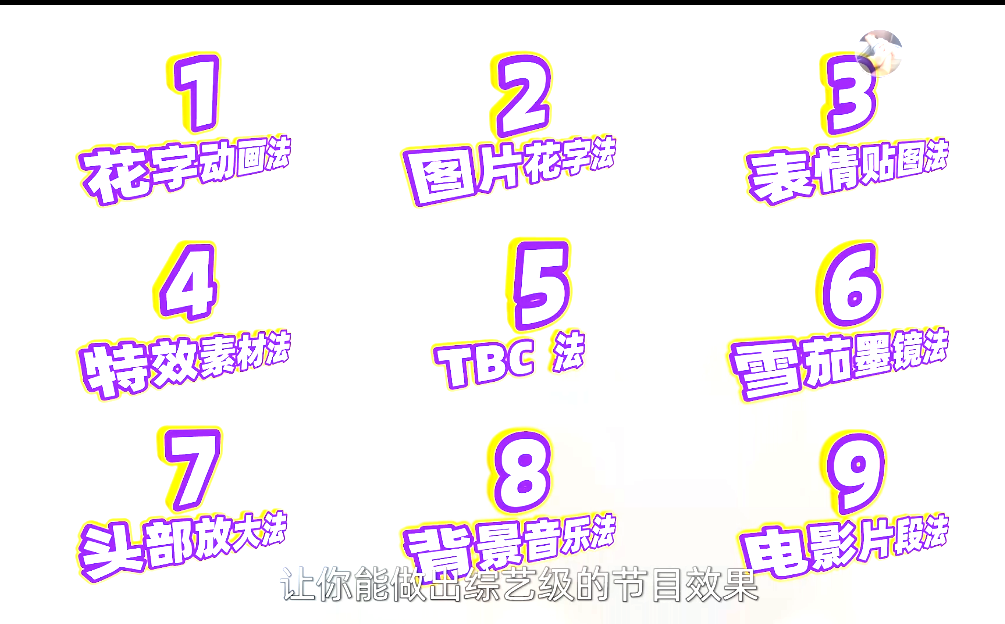 1
花字动画法
2
图片花字法
3
表情贴图法
4
特效素材法
5
TBC 法
6
雪茄墨镜法
7
头部放大法
8
背景音乐法
9
电影片段法
让你能做出综艺级的节目效果